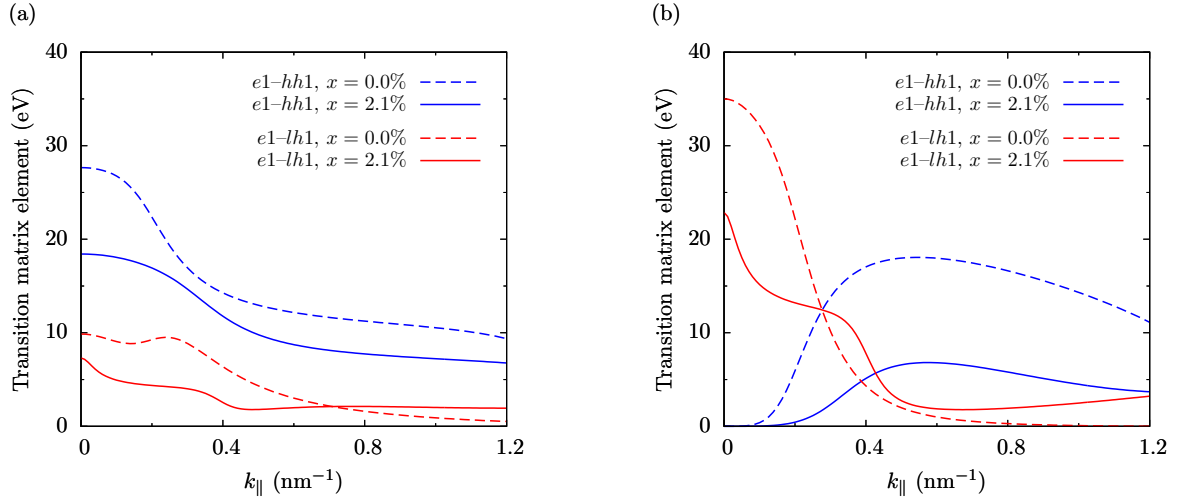 (a)
Transition matrix element (eV)
40
30
20
10
0
e1–hh1, x = 0.0%
e1–hh1, x = 2.1%
e1–lh1, x = 0.0%
e1–lh1, x = 2.1%
0 0.4 0.8 1.2
k∥ (nm⁻¹)
(b)
Transition matrix element (eV)
40
30
20
10
0
e1–hh1, x = 0.0%
e1–hh1, x = 2.1%
e1–lh1, x = 0.0%
e1–lh1, x = 2.1%
0 0.4 0.8 1.2
k∥ (nm⁻¹)